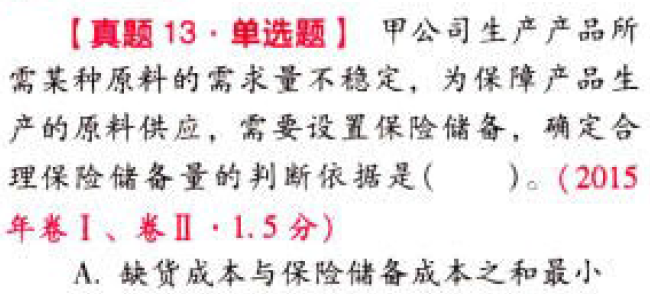 【真题13·单选题】 甲公司生产产品所
需某种原料的需求量不稳定，为保障产品生
产的原料供应，需要设置保险储备，确定合
理保险储备量的判断依据是(　　)。(2015
年卷Ⅰ、卷Ⅱ·1.5分)
A. 缺货成本与保险储备成本之和最小